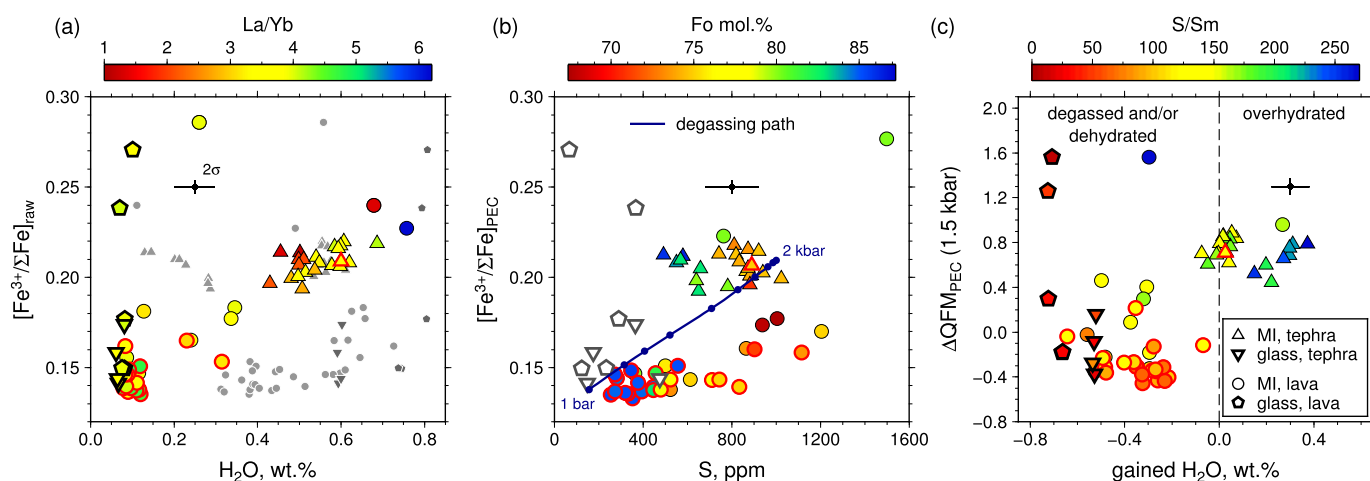 (a)
La/Yb
1 2 3 4 5 6
[Fe³⁺/ΣFe]raw
0.30
0.25
0.20
0.15
2σ
0.0 0.2 0.4 0.6 0.8
H₂O, wt.%
(b)
Fo mol.%
70 75 80 85
[Fe³⁺/ΣFe]PEC
0.30
0.25
0.20
0.15
degassing path
2 kbar
1 bar
0 400 800 1200 1600
S, ppm
(c)
S/Sm
0 50 100 150 200 250
ΔQFMPEC (1.5 kbar)
2.0
1.6
1.2
0.8
0.4
0.0
−0.4
−0.8
degassed and/or
dehydrated
overhydrated
MI, tephra
glass, tephra
MI, lava
glass, lava
−0.8 −0.4 0.0 0.4
gained H₂O, wt.%